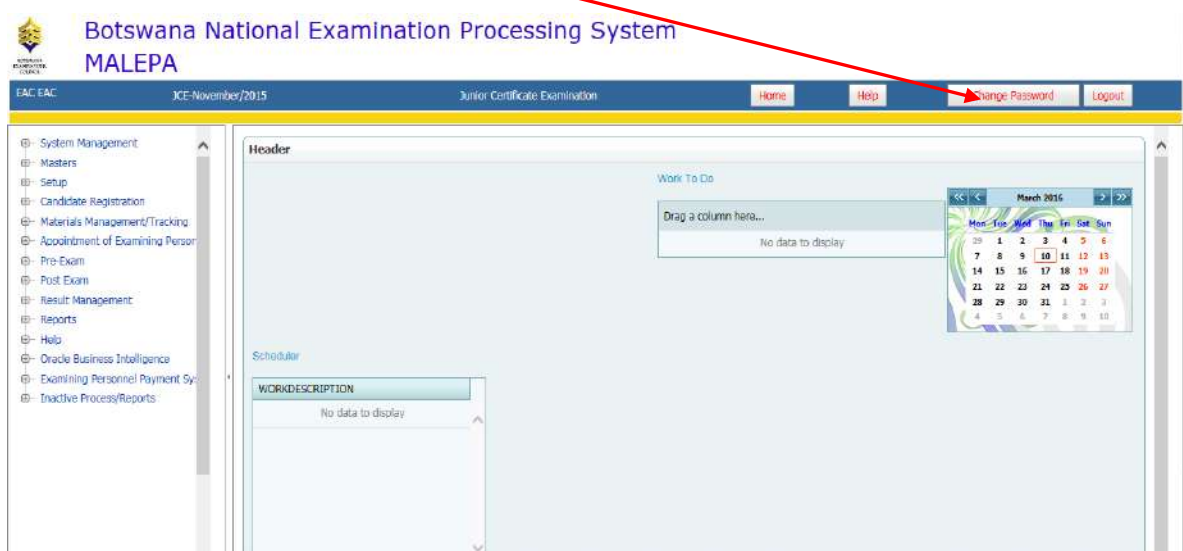 Botswana National Examination Processing System
MALEPA
BOTSWANA
EXAMINATIONS
COUNCIL
EAC EAC JCE-November/2015 Junior Certificate Examination Home Help Change Password Logout
System Management
Masters
Setup
Candidate Registration
Materials Management/Tracking
Appointment of Examining Person
Pre-Exam
Post Exam
Result Management
Reports
Help
Oracle Business Intelligence
Examining Personnel Payment Sy
Inactive Process/Reports
Header
Work To Do
Drag a column here...
No data to display
<< < March 2016 > >>
Mon Tue Wed Thu Fri Sat Sun
29 1 2 3 4 5 6
7 8 9 10 11 12 13
14 15 16 17 18 19 20
21 22 23 24 25 26 27
28 29 30 31 1 2 3
4 5 6 7 8 9 10
Scheduler
WORKDESCRIPTION
No data to display